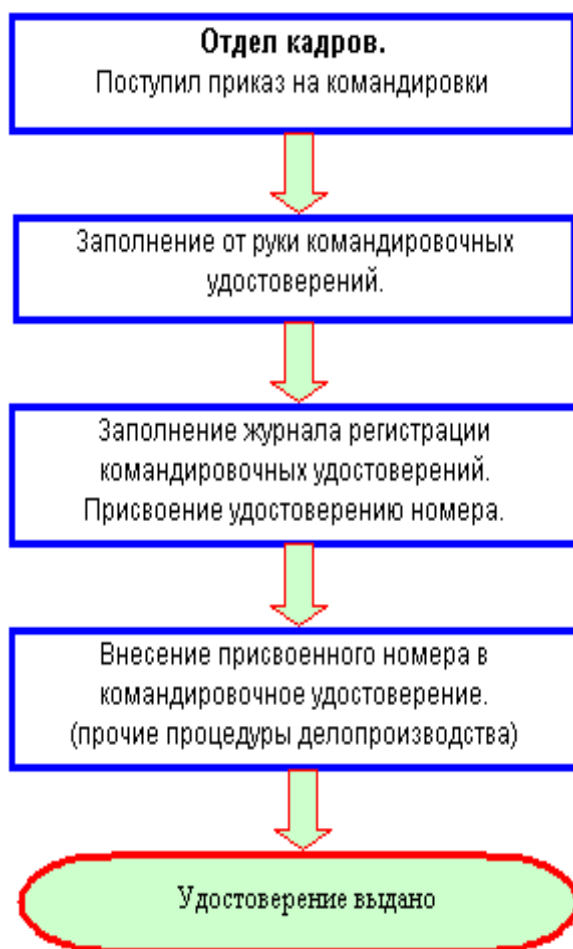 Отдел кадров.
Поступил приказ на командировки
Заполнение от руки командировочных
удостоверений.
Заполнение журнала регистрации
командировочных удостоверений.
Присвоение удостоверению номера.
Внесение присвоенного номера в
командировочное удостоверение.
(прочие процедуры делопроизводства)
Удостоверение выдано